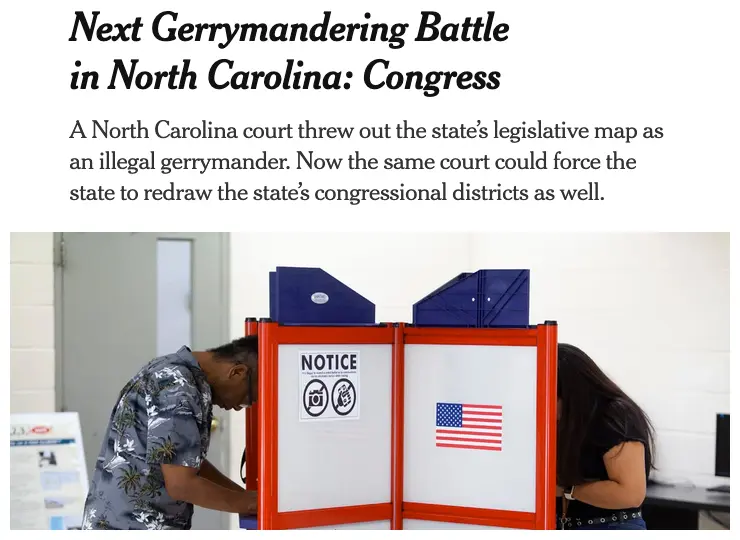 Next Gerrymandering Battle
in North Carolina: Congress
A North Carolina court threw out the state’s legislative map as
an illegal gerrymander. Now the same court could force the
state to redraw the state’s congressional districts as well.
NOTICE